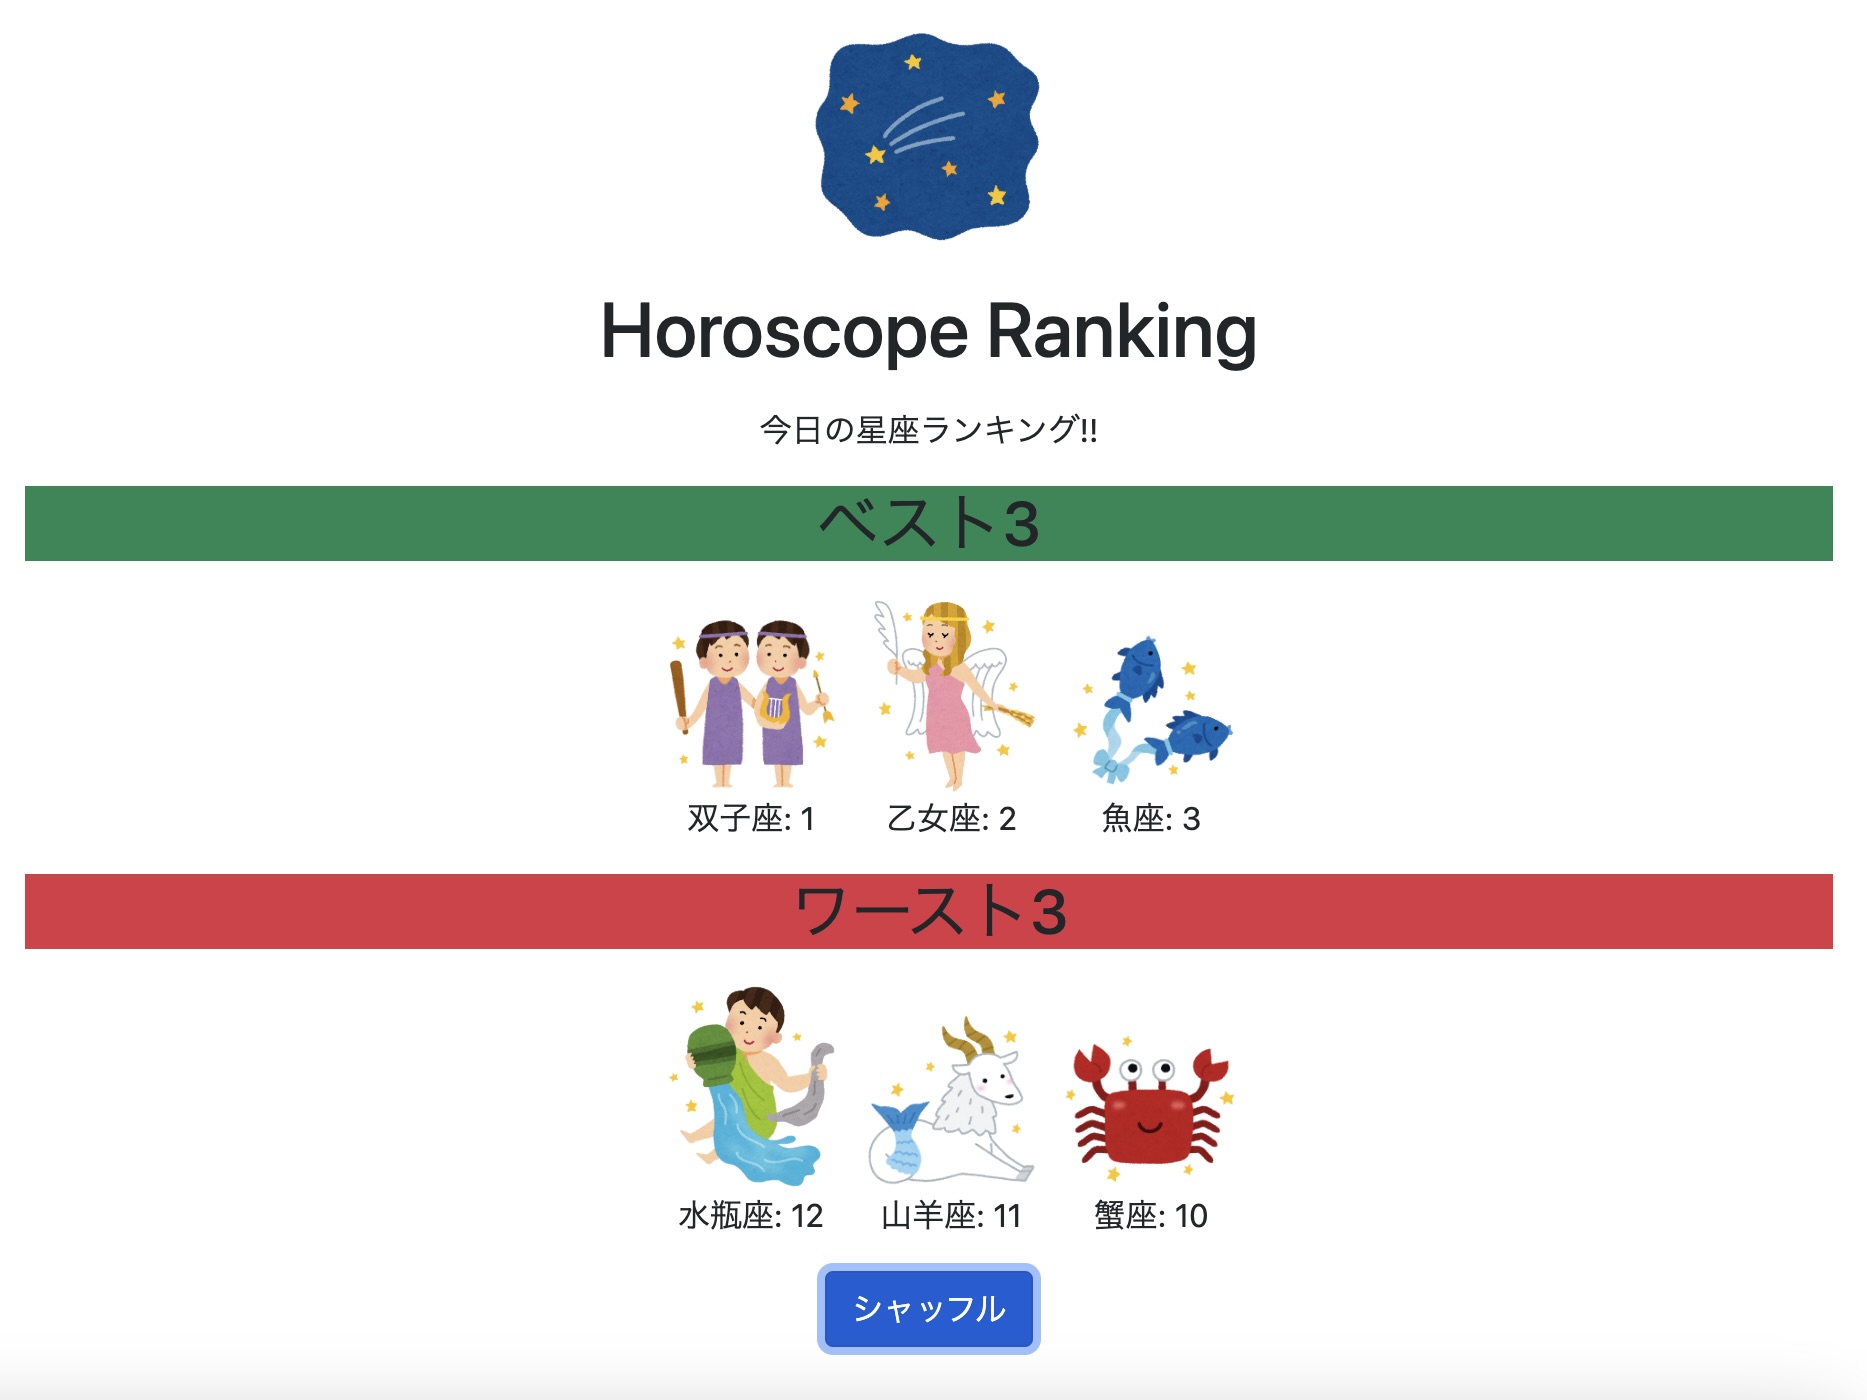 Horoscope Ranking
今日の星座ランキング!!
ベスト3
双子座: 1
乙女座: 2
魚座: 3
ワースト3
水瓶座: 12
山羊座: 11
蟹座: 10
シャッフル